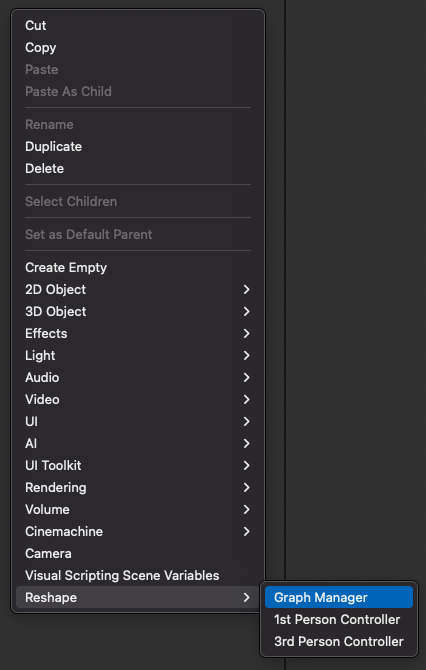 Cut
Copy
Paste
Paste As Child
Rename
Duplicate
Delete
Select Children
Set as Default Parent
Create Empty
2D Object
3D Object
Effects
Light
Audio
Video
UI
AI
UI Toolkit
Rendering
Volume
Cinemachine
Camera
Visual Scripting Scene Variables
Reshape
Graph Manager
1st Person Controller
3rd Person Controller